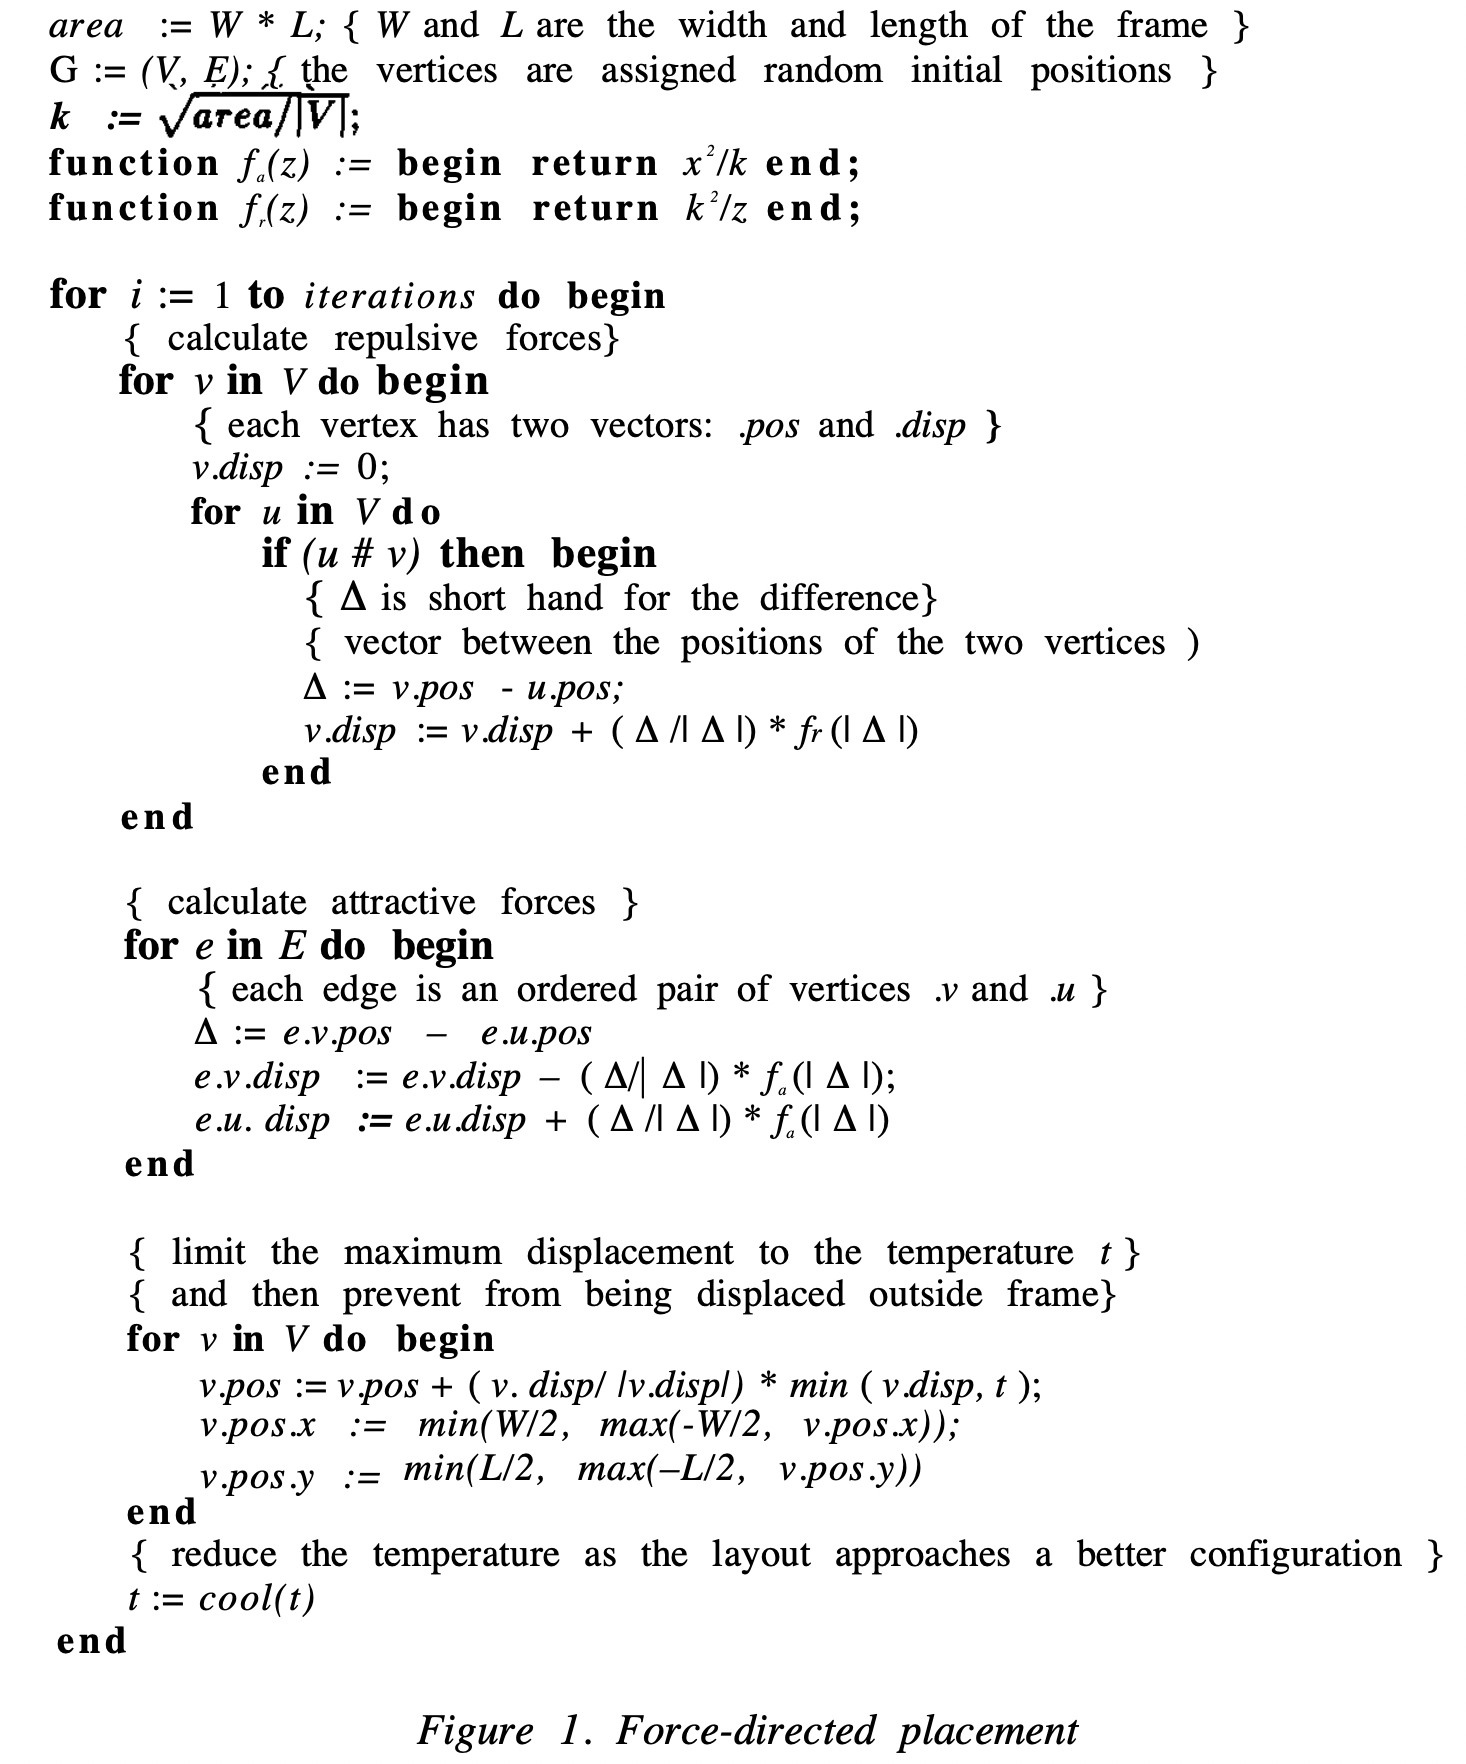 area := W * L; { W and L are the width and length of the frame }
G := (V, E); { the vertices are assigned random initial positions }
k := √area/|V|;
function fₐ(z) := begin return x²/k end;
function fᵣ(z) := begin return k²/z end;
for i := 1 to iterations do begin
{ calculate repulsive forces}
for v in V do begin
{ each vertex has two vectors: .pos and .disp }
v.disp := 0;
for u in V do
if (u # v) then begin
{ Δ is short hand for the difference}
{ vector between the positions of the two vertices )
Δ := v.pos - u.pos;
v.disp := v.disp + ( Δ /| Δ |) * fr (| Δ |)
end
end
{ calculate attractive forces }
for e in E do begin
{ each edge is an ordered pair of vertices .v and .u }
Δ := e.v.pos – e.u.pos
e.v.disp := e.v.disp – ( Δ/| Δ |) * fₐ (| Δ |);
e.u. disp := e.u.disp + ( Δ /| Δ |) * fₐ (| Δ |)
end
{ limit the maximum displacement to the temperature t }
{ and then prevent from being displaced outside frame}
for v in V do begin
v.pos := v.pos + ( v. disp/ |v.disp|) * min ( v.disp, t );
v.pos.x := min(W/2, max(-W/2, v.pos.x));
v.pos.y := min(L/2, max(–L/2, v.pos.y))
end
{ reduce the temperature as the layout approaches a better configuration }
t := cool(t)
end
Figure 1. Force-directed placement